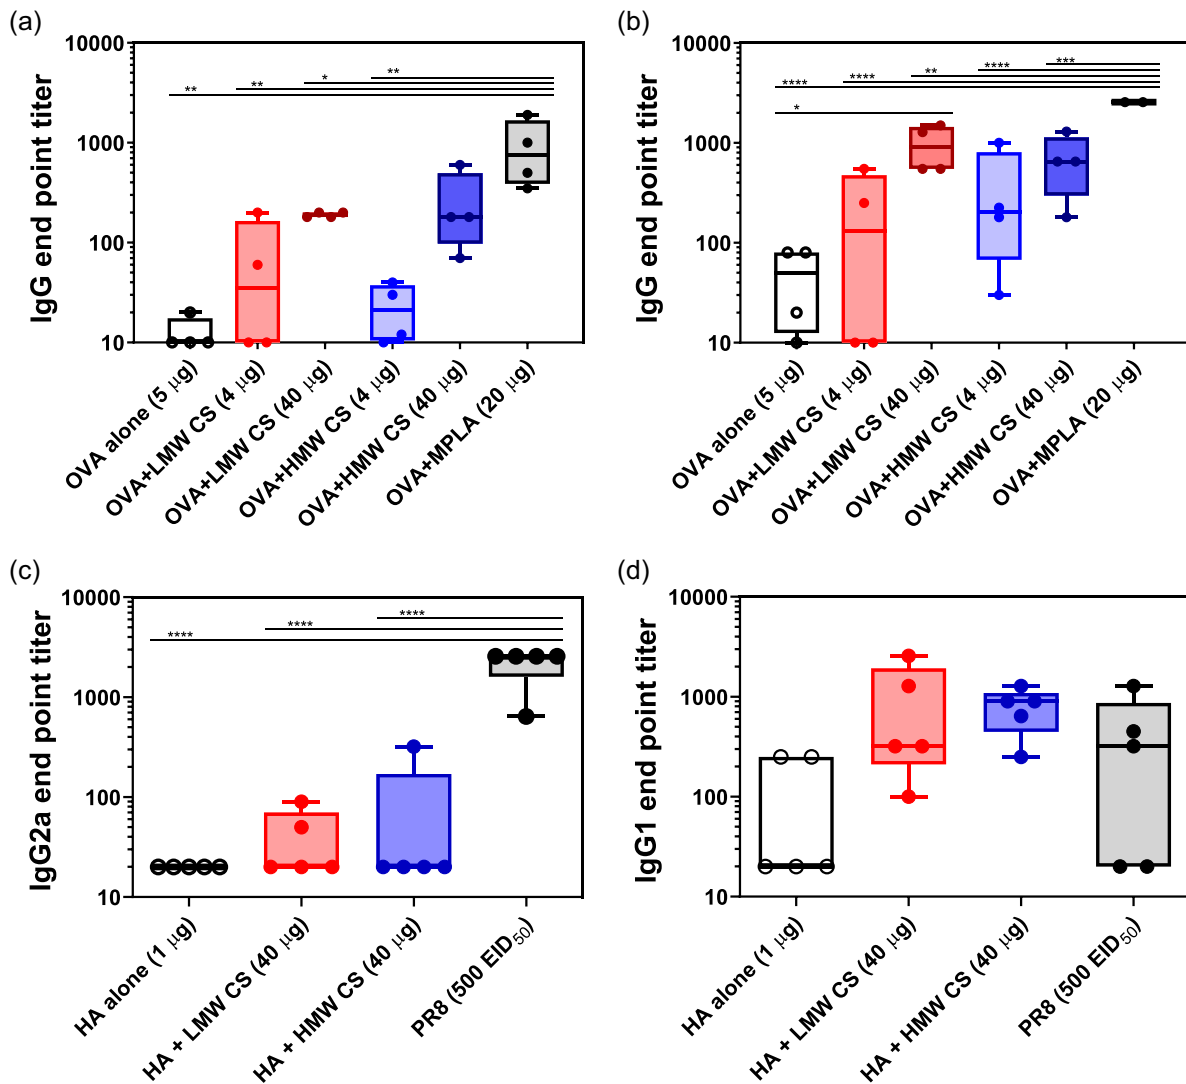 (a)
IgG end point titer
10000
1000
100
10
**
**
*
**
OVA alone (5 μg)
OVA+LMW CS (4 μg)
OVA+LMW CS (40 μg)
OVA+HMW CS (4 μg)
OVA+HMW CS (40 μg)
OVA+MPLA (20 μg)
(b)
IgG end point titer
10000
1000
100
10
****
****
**
****
***
*
OVA alone (5 μg)
OVA+LMW CS (4 μg)
OVA+LMW CS (40 μg)
OVA+HMW CS (4 μg)
OVA+HMW CS (40 μg)
OVA+MPLA (20 μg)
(c)
IgG2a end point titer
10000
1000
100
10
****
****
****
HA alone (1 μg)
HA + LMW CS (40 μg)
HA + HMW CS (40 μg)
PR8 (500 EID50)
(d)
IgG1 end point titer
10000
1000
100
10
HA alone (1 μg)
HA + LMW CS (40 μg)
HA + HMW CS (40 μg)
PR8 (500 EID50)